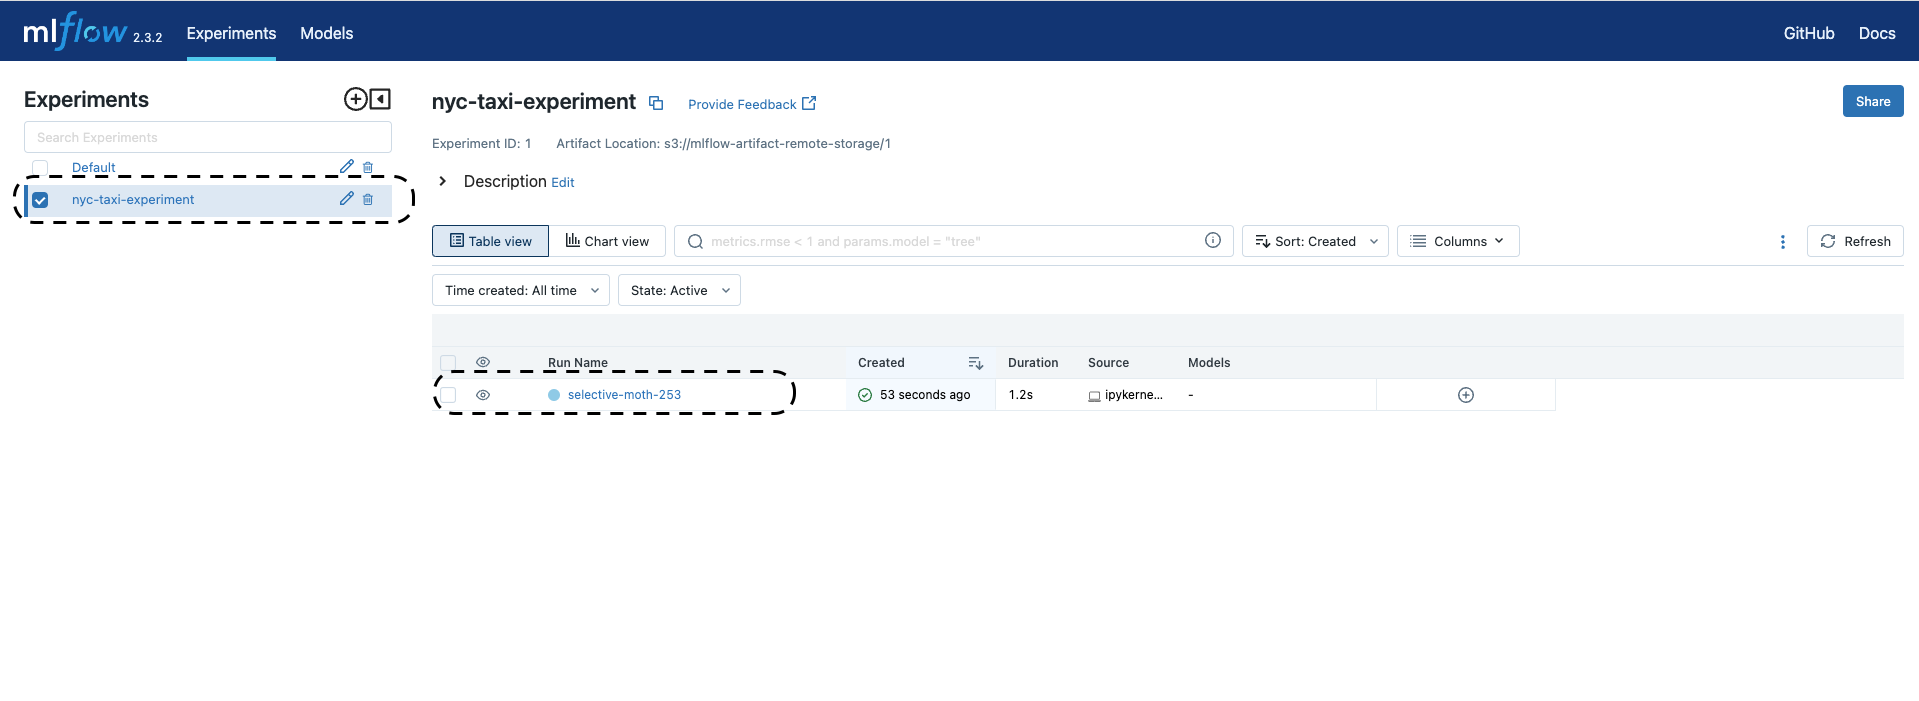 mlflow 2.3.2 Experiments Models GitHub Docs
Experiments
Search Experiments
Default
nyc-taxi-experiment
nyc-taxi-experiment Provide Feedback Share
Experiment ID: 1 Artifact Location: s3://mlflow-artifact-remote-storage/1
Description Edit
Table view Chart view metrics.rmse < 1 and params.model = "tree" Sort: Created Columns Refresh
Time created: All time State: Active
Run Name Created Duration Source Models
selective-moth-253 53 seconds ago 1.2s ipykerne... -